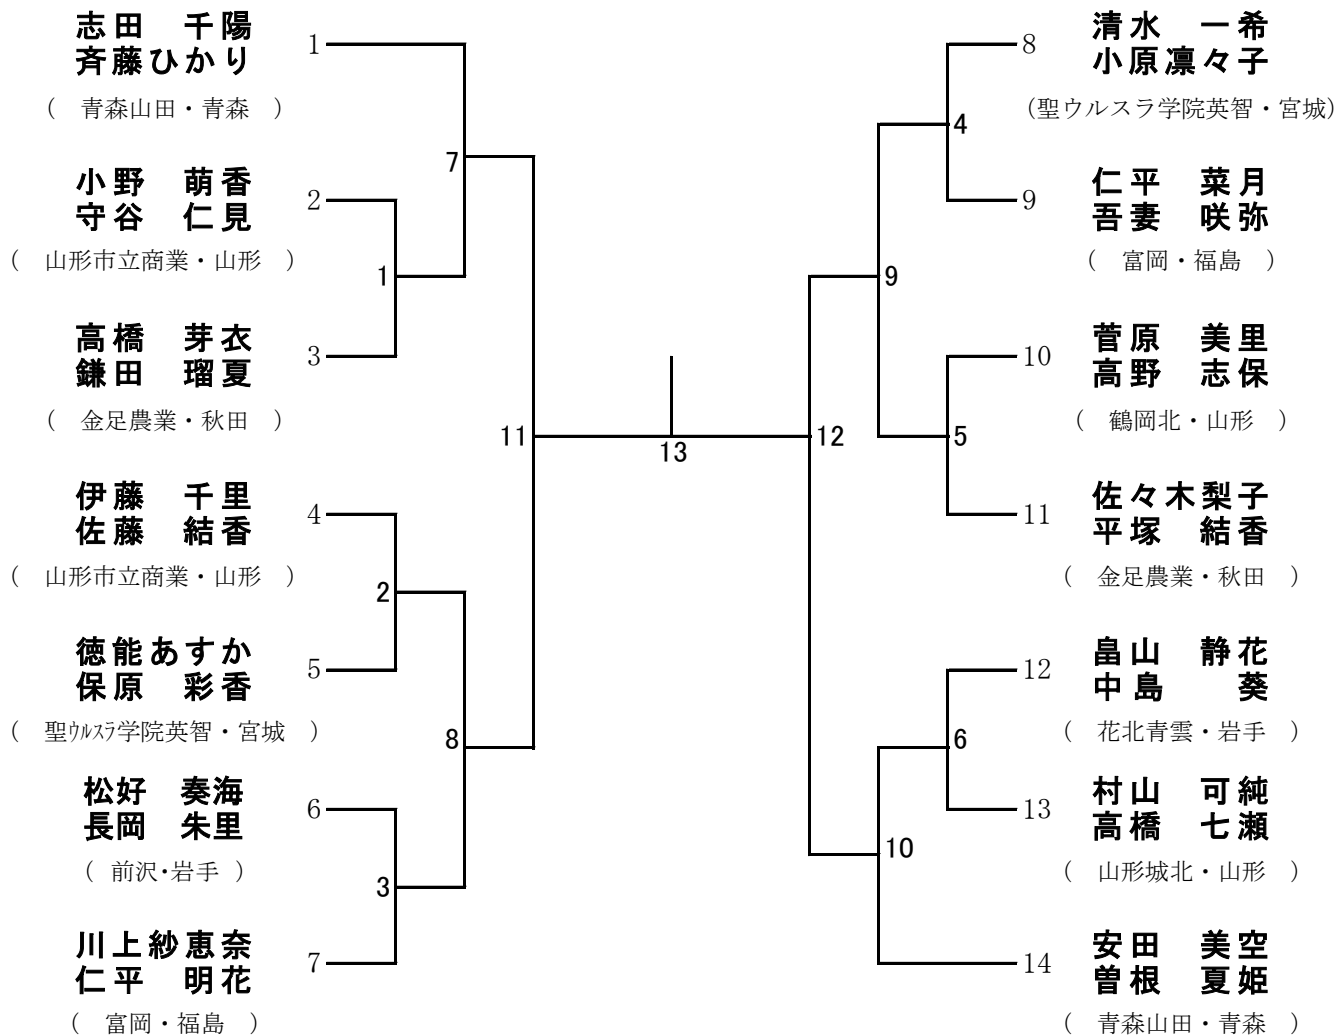 志田　千陽
斉藤ひかり
1
（　青森山田・青森　）
小野　萌香
守谷　仁見
2
（　山形市立商業・山形　）
高橋　芽衣
鎌田　瑠夏
3
（　金足農業・秋田　）
伊藤　千里
佐藤　結香
4
（　山形市立商業・山形　）
徳能あすか
保原　彩香
5
（　聖ｳﾙｽﾗ学院英智・宮城　）
松好　奏海
長岡　朱里
6
（ 前沢・岩手 ）
川上紗恵奈
仁平　明花
7
（　富岡・福島　）
7
1
2
8
3
11
13
12
4
9
5
6
10
8
清水　一希
小原凛々子
（聖ウルスラ学院英智・宮城）
9
仁平　菜月
吾妻　咲弥
（　富岡・福島　）
10
菅原　美里
高野　志保
（　鶴岡北・山形　）
11
佐々木梨子
平塚　結香
（　金足農業・秋田　）
12
畠山　静花
中島　　葵
（　花北青雲・岩手　）
13
村山　可純
高橋　七瀬
（　山形城北・山形　）
14
安田　美空
曽根　夏姫
（　青森山田・青森　）